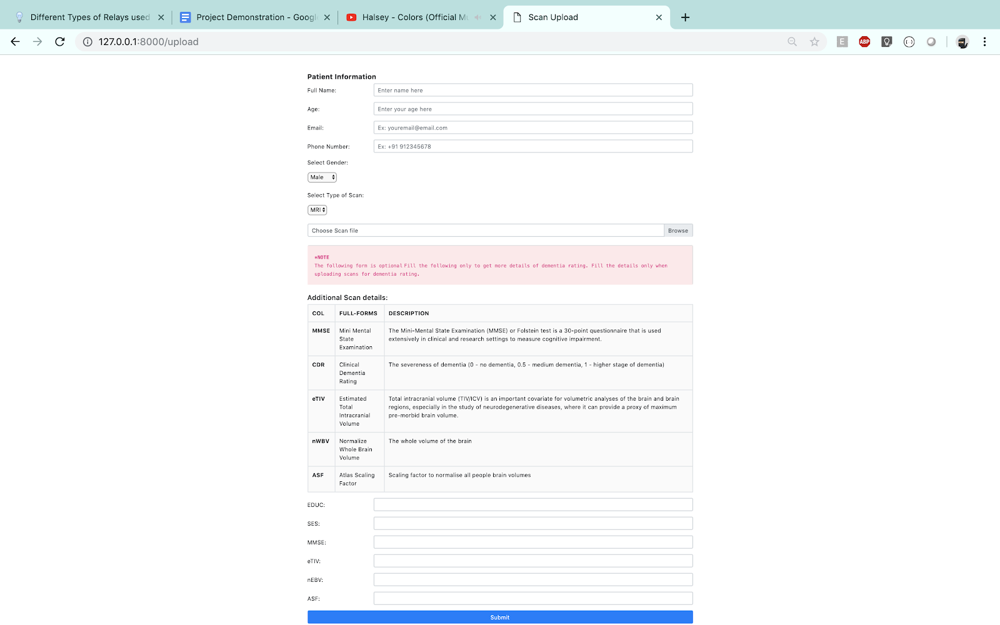 Different Types of Relays used
Project Demonstration - Googl
Halsey - Colors (Official Mu
Scan Upload
127.0.0.1:8000/upload
E
ABP
Patient Information
Full Name:
Enter name here
Age:
Enter your age here
Email:
Ex: youremail@email.com
Phone Number:
Ex: +91 912345678
Select Gender:
Male
Select Type of Scan:
MRI
Choose Scan file
Browse
*NOTE
The following form is optional Fill the following only to get more details of dementia rating. Fill the details only when
uploading scans for dementia rating.
Additional Scan details:
COL FULL-FORMS DESCRIPTION
MMSE
Mini Mental
State
Examination
The Mini-Mental State Examination (MMSE) or Folstein test is a 30-point questionnaire that is used
extensively in clinical and research settings to measure cognitive impairment.
CDR
Clinical
Dementia
Rating
The severeness of dementia (0 - no dementia, 0.5 - medium dementia, 1 - higher stage of dementia)
eTIV
Estimated
Total
Intracranial
Volume
Total intracranial volume (TIV/ICV) is an important covariate for volumetric analyses of the brain and brain
regions, especially in the study of neurodegenerative diseases, where it can provide a proxy of maximum
pre-morbid brain volume.
nWBV
Normalize
Whole Brain
Volume
The whole volume of the brain
ASF
Atlas Scaling
Factor
Scaling factor to normalise all people brain volumes
EDUC:
SES:
MMSE:
eTIV:
nEBV:
ASF:
Submit